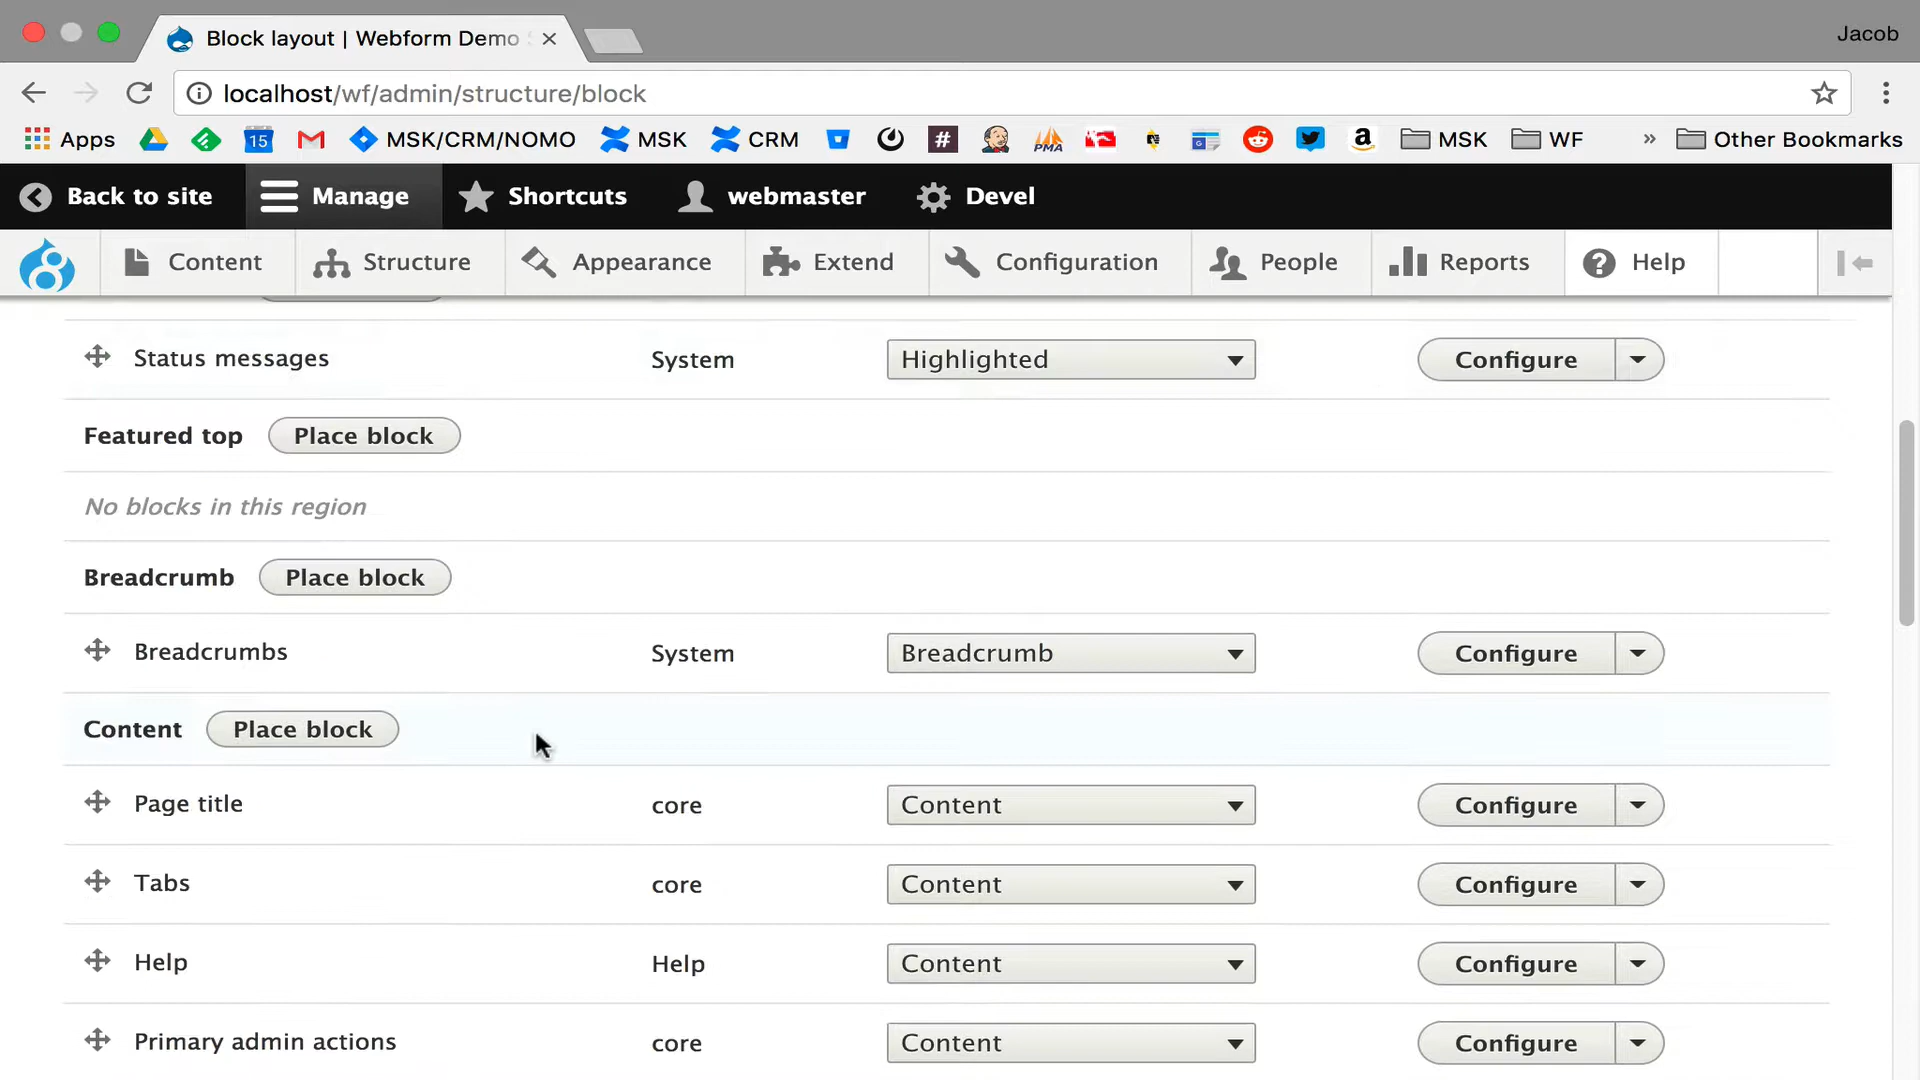 Block layout | Webform Demo
Jacob
localhost/wf/admin/structure/block
Apps 15 MSK/CRM/NOMO MSK CRM # PMA a MSK WF » Other Bookmarks
Back to site Manage Shortcuts webmaster Devel
Content Structure Appearance Extend Configuration People Reports Help
Status messages System Highlighted Configure
Featured top Place block
No blocks in this region
Breadcrumb Place block
Breadcrumbs System Breadcrumb Configure
Content Place block
Page title core Content Configure
Tabs core Content Configure
Help Help Content Configure
Primary admin actions core Content Configure